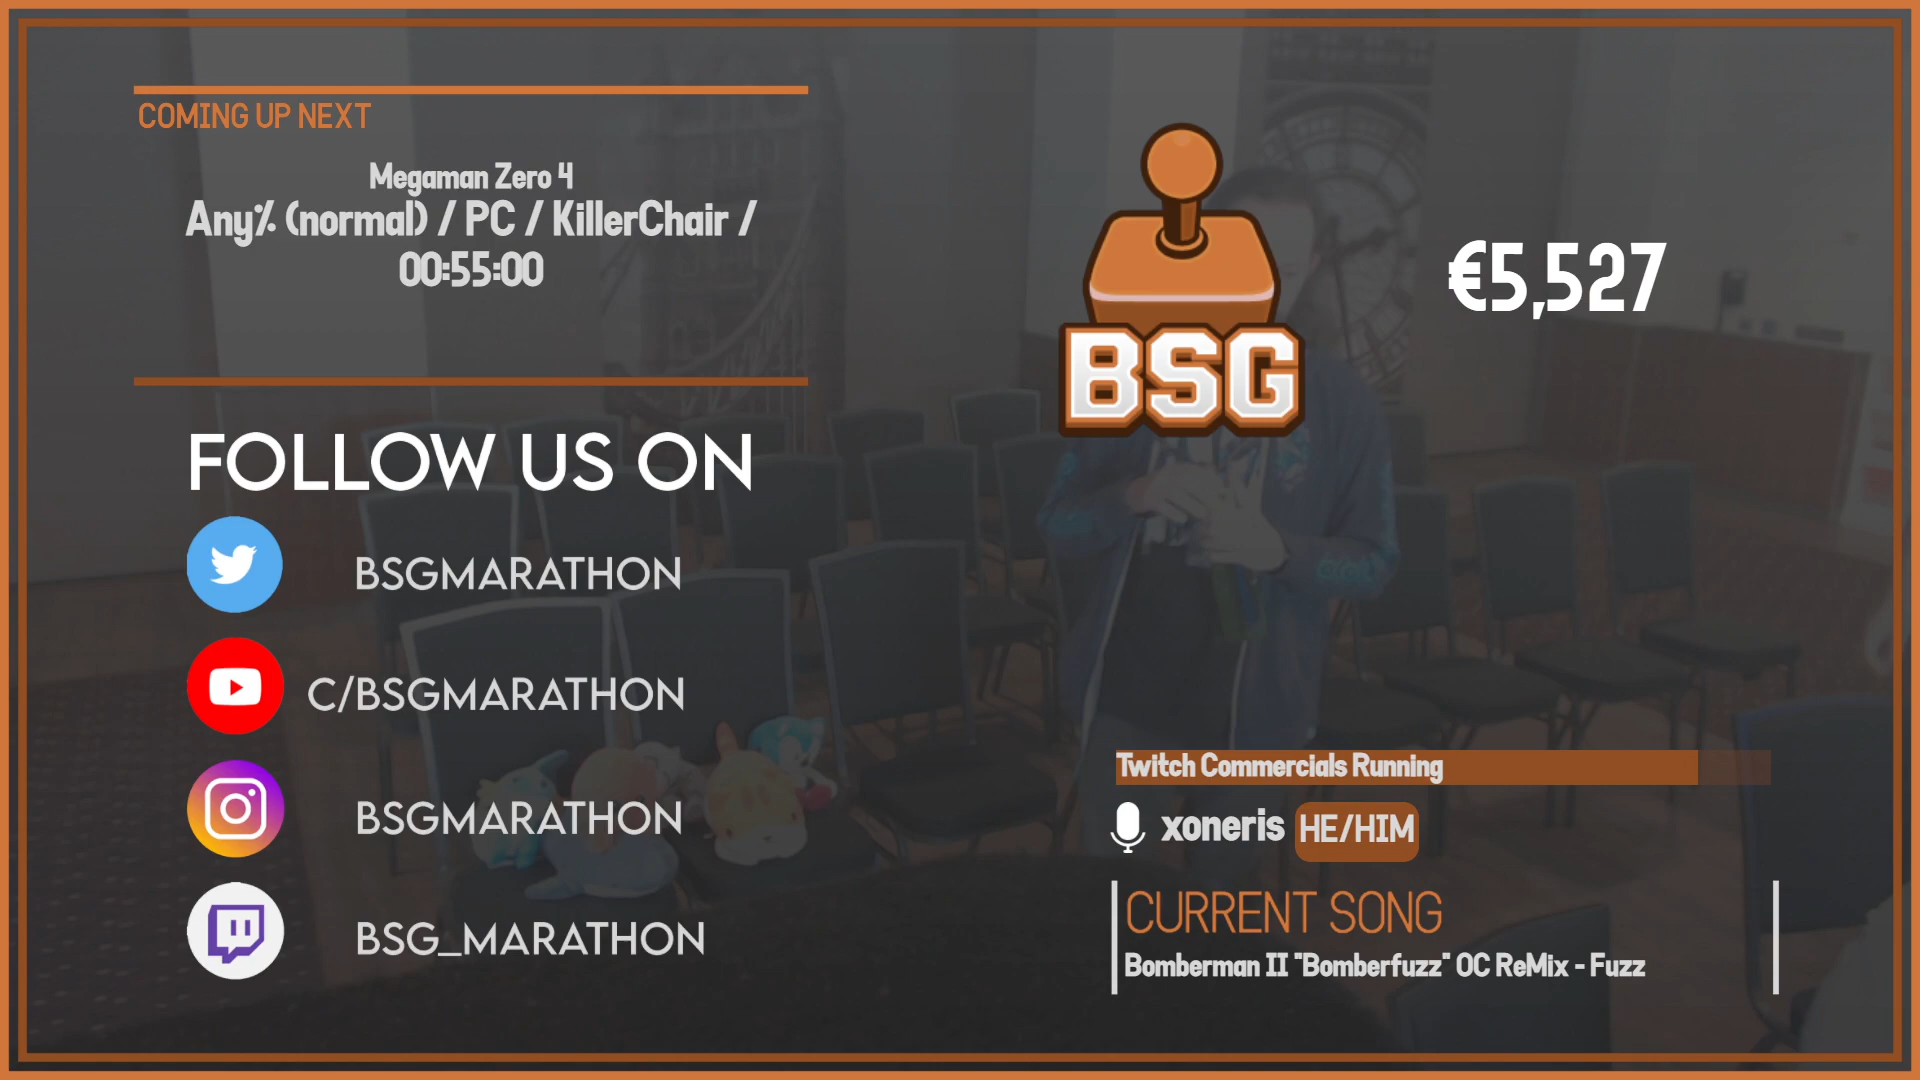 COMING UP NEXT
Megaman Zero 4
Any% (normal) / PC / KillerChair /
00:55:00
BSG
€5,527
FOLLOW US ON
BSGMARATHON
C/BSGMARATHON
BSGMARATHON
BSG_MARATHON
Twitch Commercials Running
xoneris HE/HIM
CURRENT SONG
Bomberman II "Bomberfuzz" OC ReMix - Fuzz